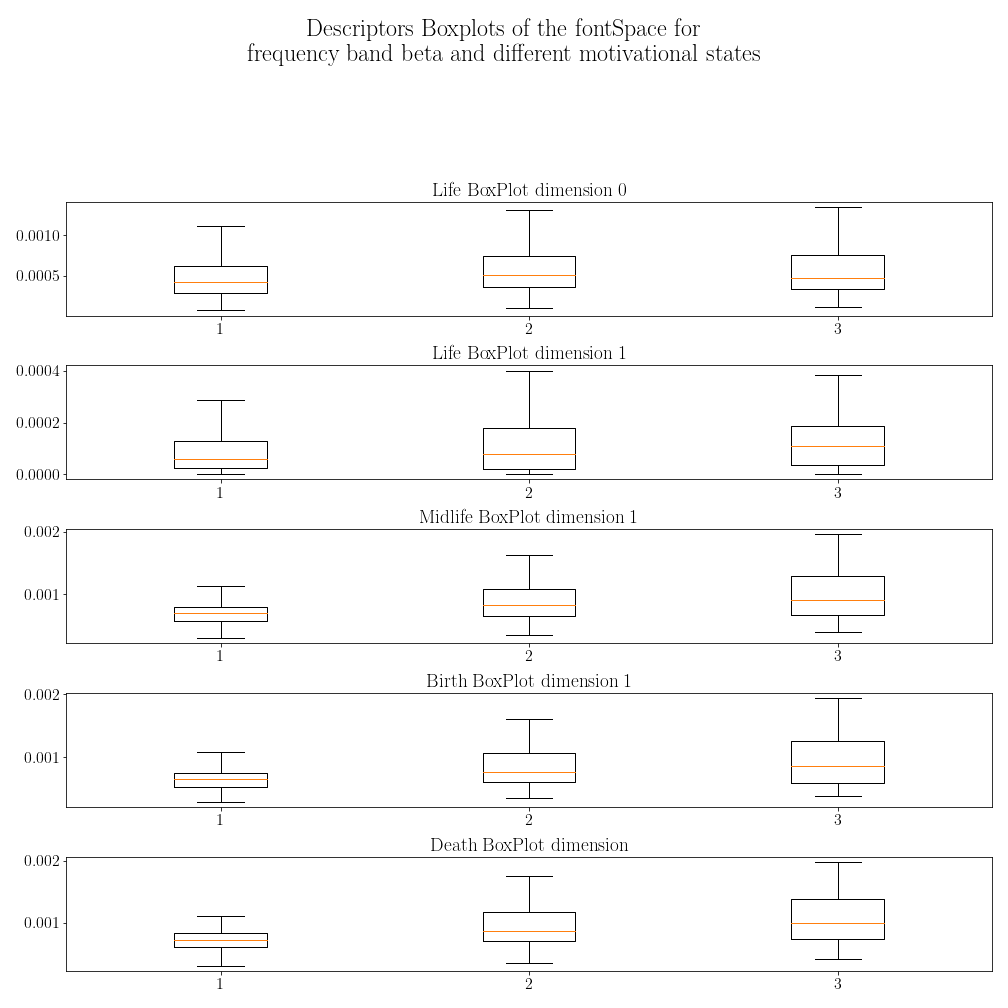 Descriptors Boxplots of the fontSpace for
frequency band beta and different motivational states
Life BoxPlot dimension 0
0.0010
0.0005
1 2 3
Life BoxPlot dimension 1
0.0004
0.0002
0.0000
1 2 3
Midlife BoxPlot dimension 1
0.002
0.001
1 2 3
Birth BoxPlot dimension 1
0.002
0.001
1 2 3
Death BoxPlot dimension
0.002
0.001
1 2 3